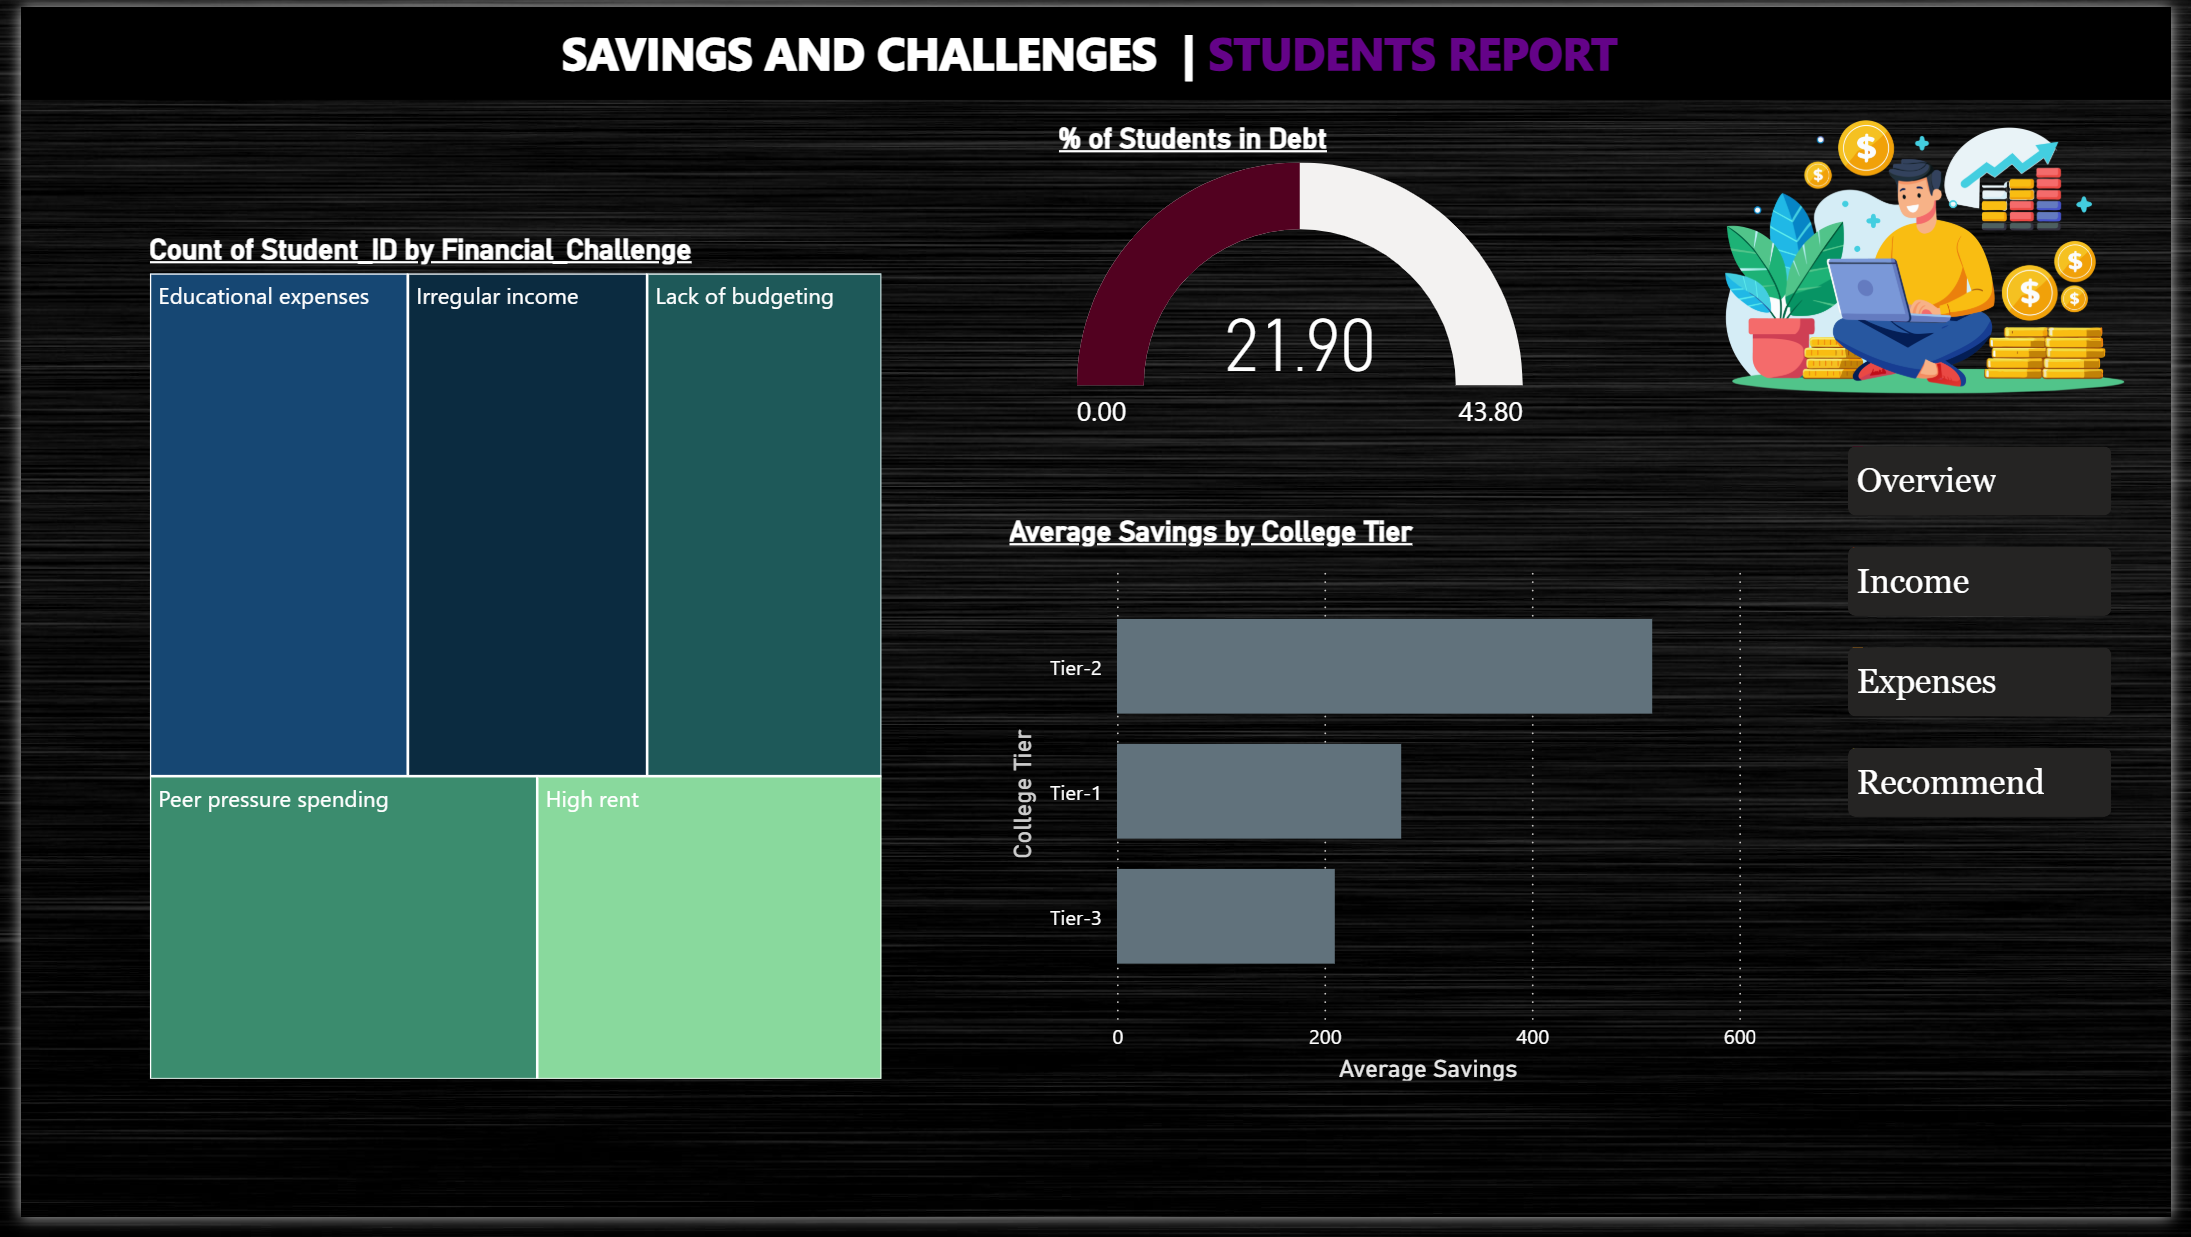 SAVINGS AND CHALLENGES | STUDENTS REPORT
Count of Student_ID by Financial_Challenge
Educational expenses
Irregular income
Lack of budgeting
Peer pressure spending
High rent
% of Students in Debt
21.90
0.00
43.80
$
$
$
$
$
Average Savings by College Tier
College Tier
Tier-2
Tier-1
Tier-3
0
200
400
600
Average Savings
Overview
Income
Expenses
Recommend